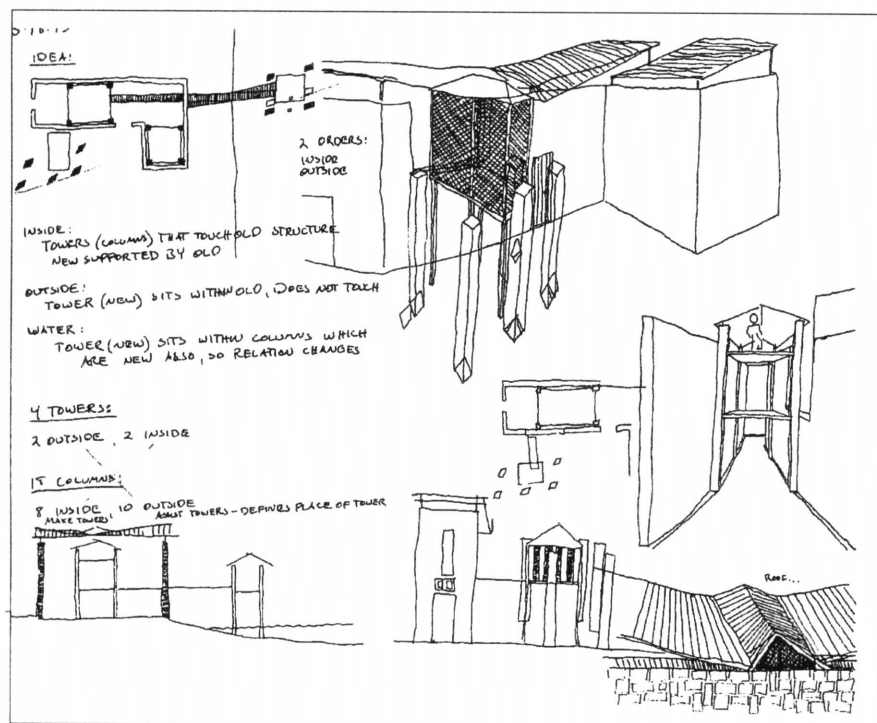 IDEA:
2 ORDERS:
INSIDE
OUTSIDE
INSIDE:
TOWERS (COLUMNS) THAT TOUCH OLD STRUCTURE
NEW SUPPORTED BY OLD
OUTSIDE:
TOWER (NEW) SITS WITHIN OLD, DOES NOT TOUCH
WATER:
TOWER (NEW) SITS WITHIN COLUMNS WHICH
ARE NEW ALSO, SO RELATION CHANGES
4 TOWERS:
2 OUTSIDE, 2 INSIDE
COLUMNS:
8 INSIDE, 10 OUTSIDE
MAKE TOWERS TOWERS - DEFINES PLACE OF TOWER
ROOF...